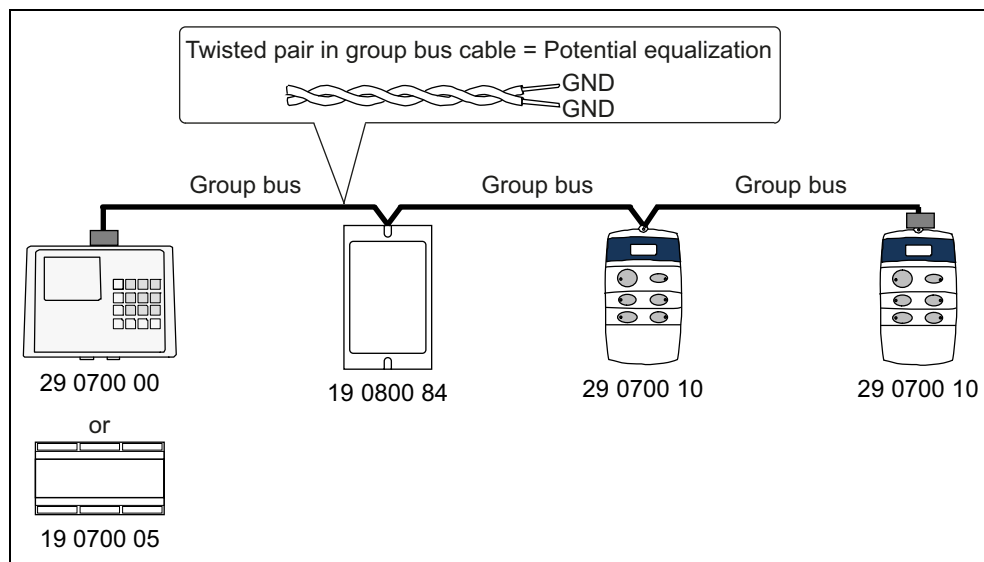 Twisted pair in group bus cable = Potential equalization
GND
GND
Group bus
Group bus
Group bus
29 0700 00
19 0800 84
29 0700 10
29 0700 10
or
19 0700 05